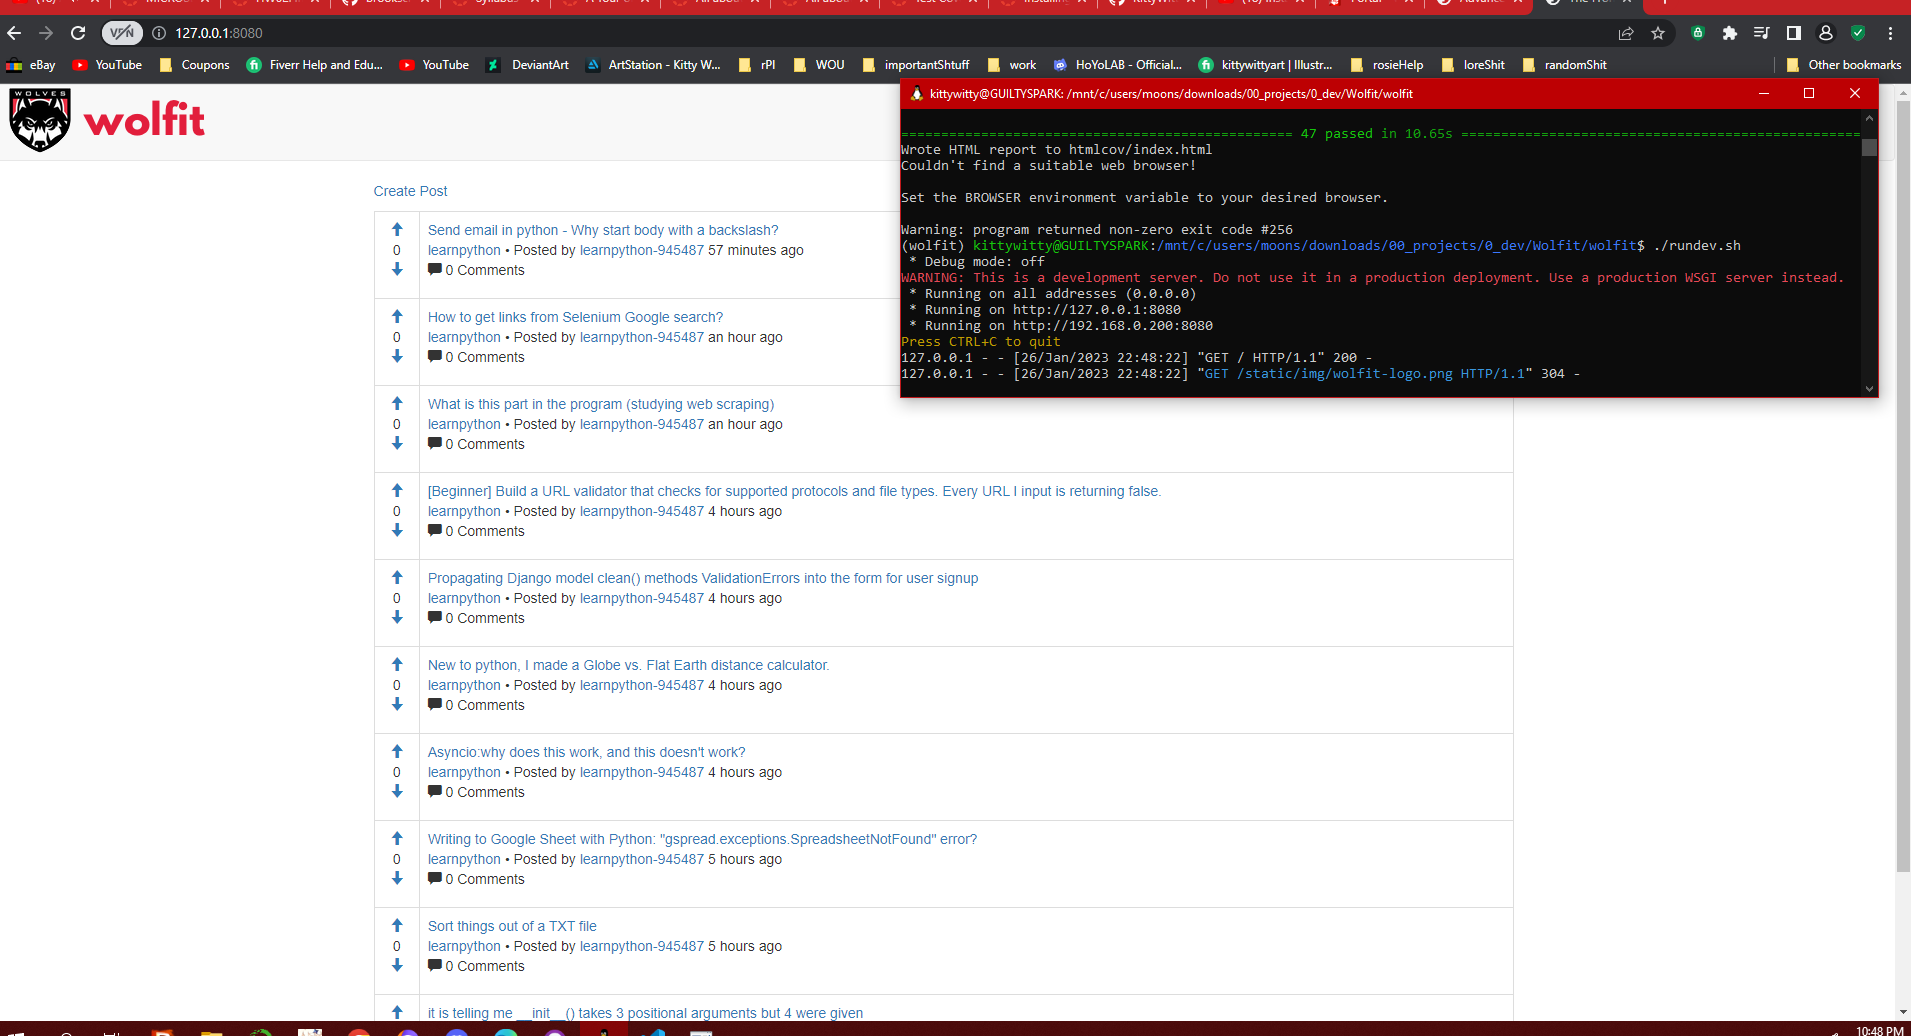 127.0.0.1:8080
VPN
eBay
YouTube
Coupons
Fiverr Help and Edu...
YouTube
DeviantArt
ArtStation - Kitty W...
rPI
WOU
importantShtuff
work
HoYoLAB - Official...
kittywittyart | Illustr...
rosieHelp
loreShit
randomShit
Other bookmarks
WOLVES
wolfit
kittywitty@GUILTYSPARK: /mnt/c/users/moons/downloads/00_projects/0_dev/Wolfit/wolfit
================================================= 47 passed in 10.65s ==================================================
Wrote HTML report to htmlcov/index.html
Couldn't find a suitable web browser!
Set the BROWSER environment variable to your desired browser.
Warning: program returned non-zero exit code #256
(wolfit) kittywitty@GUILTYSPARK:/mnt/c/users/moons/downloads/00_projects/0_dev/Wolfit/wolfit$ ./rundev.sh
* Debug mode: off
WARNING: This is a development server. Do not use it in a production deployment. Use a production WSGI server instead.
* Running on all addresses (0.0.0.0)
* Running on http://127.0.0.1:8080
* Running on http://192.168.0.200:8080
Press CTRL+C to quit
127.0.0.1 - - [26/Jan/2023 22:48:22] "GET / HTTP/1.1" 200 -
127.0.0.1 - - [26/Jan/2023 22:48:22] "GET /static/img/wolfit-logo.png HTTP/1.1" 304 -
Create Post
Send email in python - Why start body with a backslash?
0 learnpython • Posted by learnpython-945487 57 minutes ago
0 Comments
How to get links from Selenium Google search?
0 learnpython • Posted by learnpython-945487 an hour ago
0 Comments
What is this part in the program (studying web scraping)
0 learnpython • Posted by learnpython-945487 an hour ago
0 Comments
[Beginner] Build a URL validator that checks for supported protocols and file types. Every URL I input is returning false.
0 learnpython • Posted by learnpython-945487 4 hours ago
0 Comments
Propagating Django model clean() methods ValidationErrors into the form for user signup
0 learnpython • Posted by learnpython-945487 4 hours ago
0 Comments
New to python, I made a Globe vs. Flat Earth distance calculator.
0 learnpython • Posted by learnpython-945487 4 hours ago
0 Comments
Asyncio:why does this work, and this doesn't work?
0 learnpython • Posted by learnpython-945487 4 hours ago
0 Comments
Writing to Google Sheet with Python: "gspread.exceptions.SpreadsheetNotFound" error?
0 learnpython • Posted by learnpython-945487 5 hours ago
0 Comments
Sort things out of a TXT file
0 learnpython • Posted by learnpython-945487 5 hours ago
0 Comments
it is telling me __init__() takes 3 positional arguments but 4 were given
10:48 PM